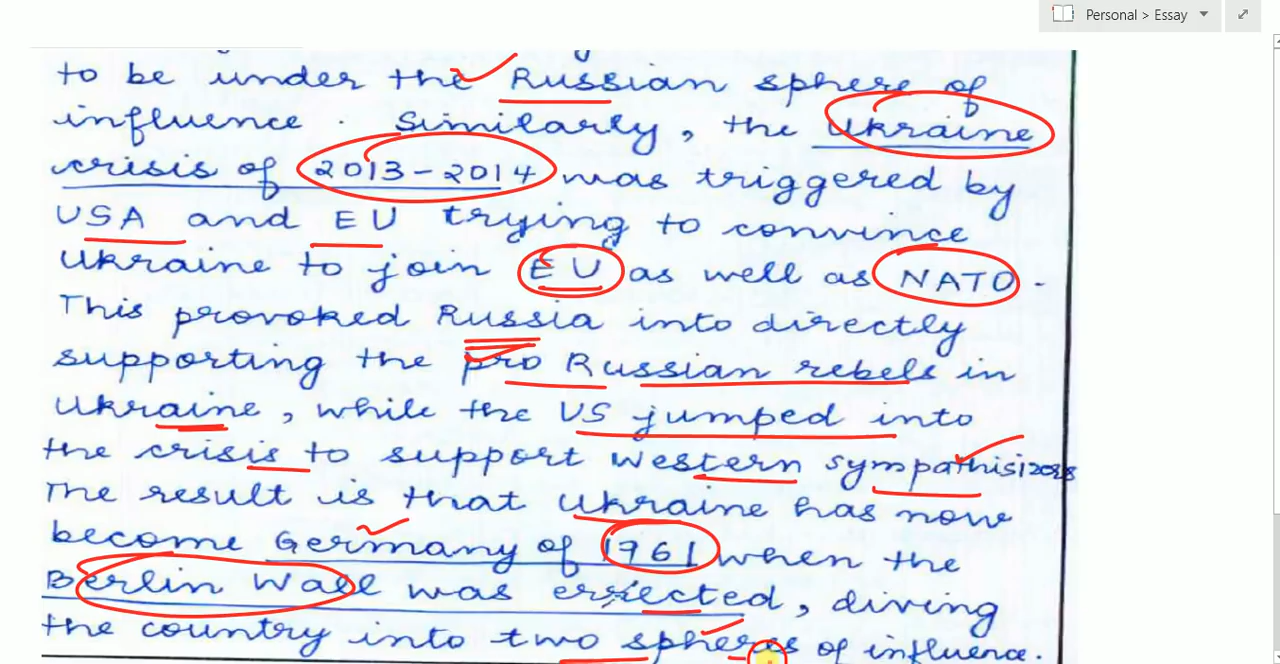 Personal > Essay
to be under the Russian sphere of
influence. Similarly, the Ukraine
crisis of 2013-2014 was triggered by
USA and EU trying to convince
Ukraine to join EU as well as NATO.
This provoked Russia into directly
supporting the pro Russian rebels in
Ukraine, while the US jumped into
the crisis to support Western sympathisizers
The result is that Ukraine has now
become Germany of 1961 when the
Berlin Wall was erected, diving
the country into two spheres of influence.